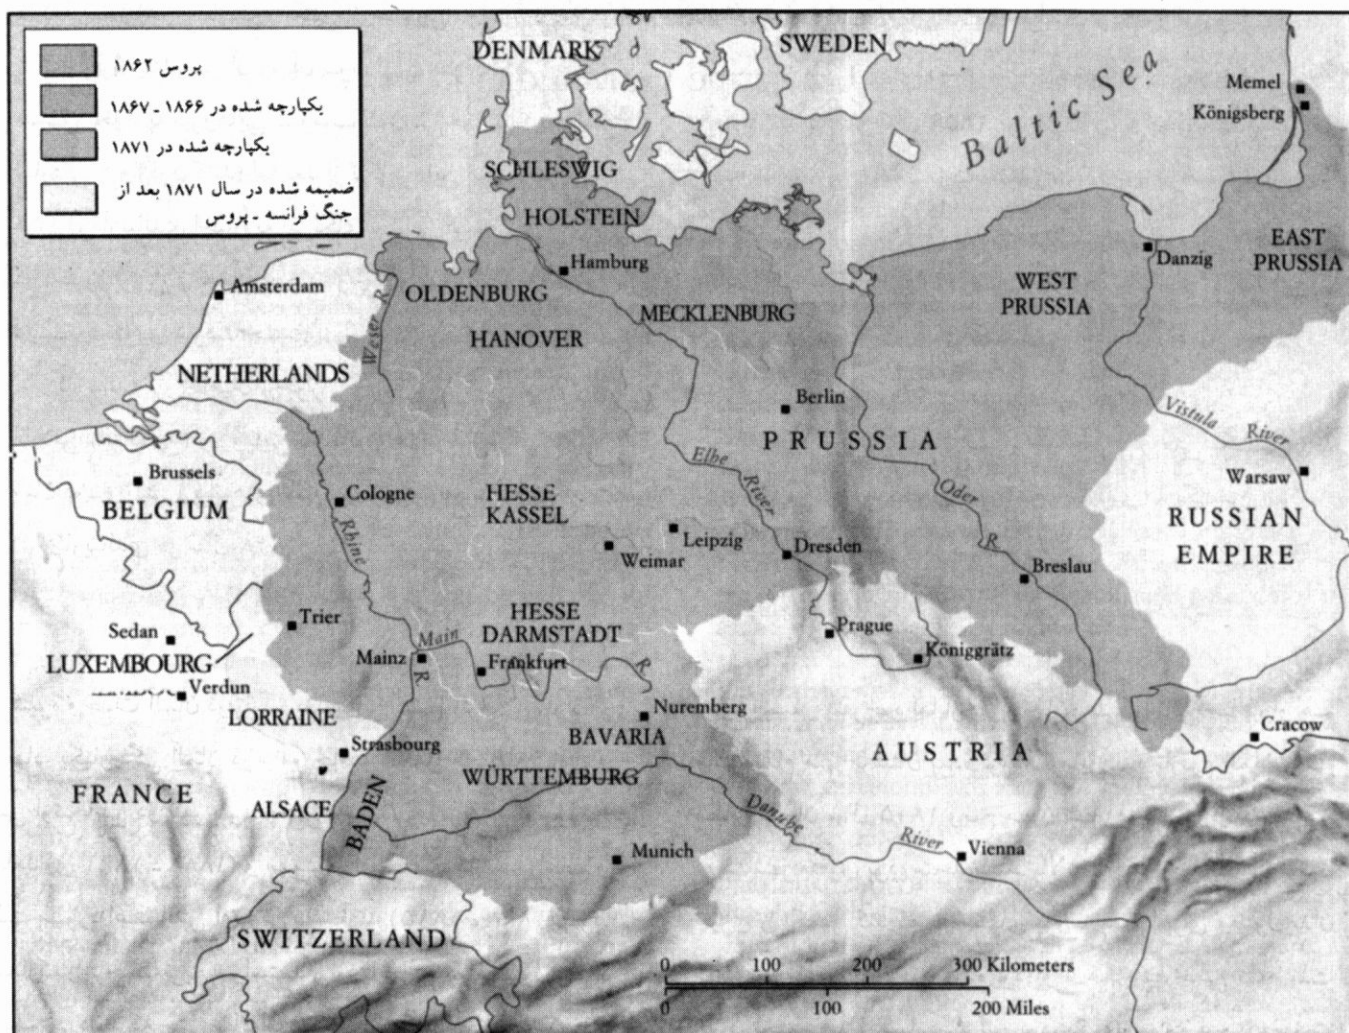 پروس ۱۸۶۲
یکپارچه شده در ۱۸۶۶ ـ ۱۸۶۷
یکپارچه شده در ۱۸۷۱
ضمیمه شده در سال ۱۸۷۱ بعد از
جنگ فرانسه ـ پروس
DENMARK
SWEDEN
Baltic Sea
Memel
Königsberg
SCHLESWIG
HOLSTEIN
Hamburg
Danzig
EAST
PRUSSIA
WEST
PRUSSIA
Amsterdam
OLDENBURG
MECKLENBURG
Weser R
HANOVER
NETHERLANDS
Berlin
PRUSSIA
Vistula River
Warsaw
Brussels
BELGIUM
Cologne
Rhine
R
HESSE
KASSEL
Elbe River
Oder R
RUSSIAN
EMPIRE
Leipzig
Weimar
Dresden
Breslau
Trier
Sedan
LUXEMBOURG
Verdun
HESSE
DARMSTADT
Main R
Mainz
Frankfurt
Prague
Königgrätz
LORRAINE
Nuremberg
BAVARIA
Strasbourg
AUSTRIA
Cracow
FRANCE
ALSACE
BADEN
WÜRTTEMBURG
Danube River
Munich
Vienna
SWITZERLAND
0 100 200 300 Kilometers
0 100 200 Miles